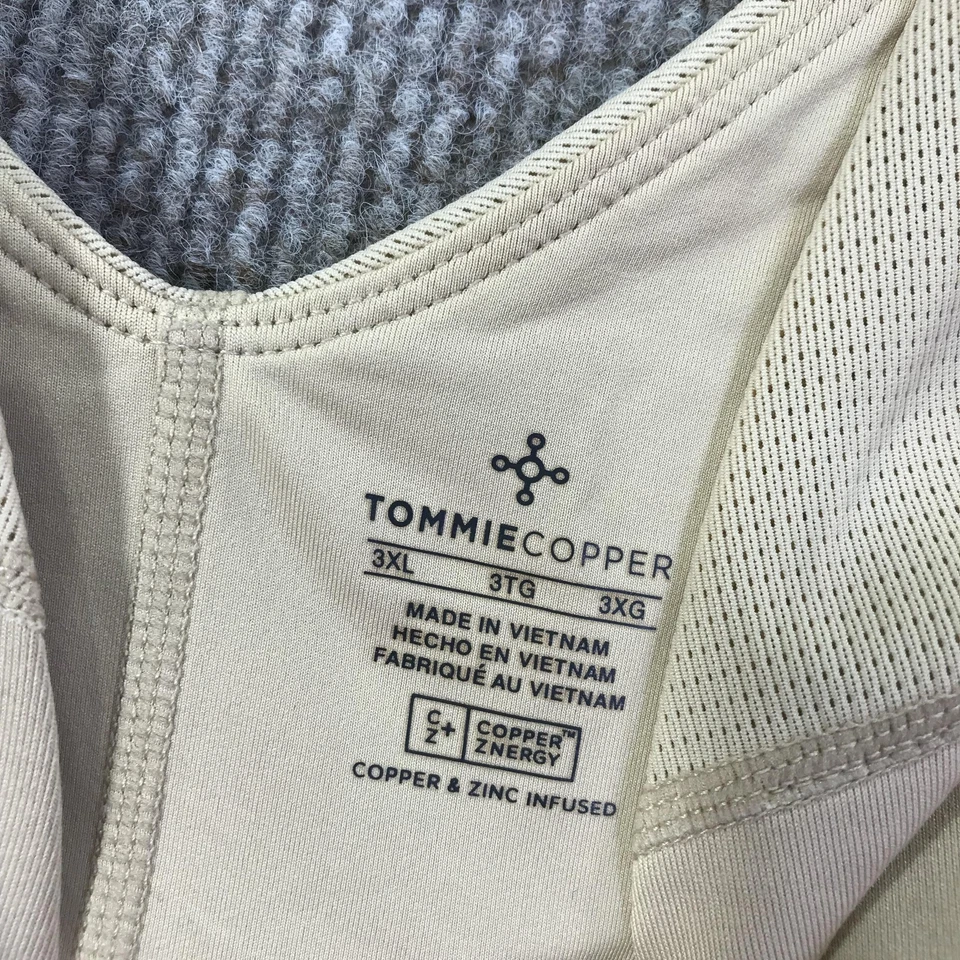 TOMMIECOPPER
3XL 3TG 3XG
MADE IN VIETNAM
HECHO EN VIETNAM
FABRIQUÉ AU VIETNAM
C
Z+
COPPER™
ZNERGY
COPPER & ZINC INFUSED